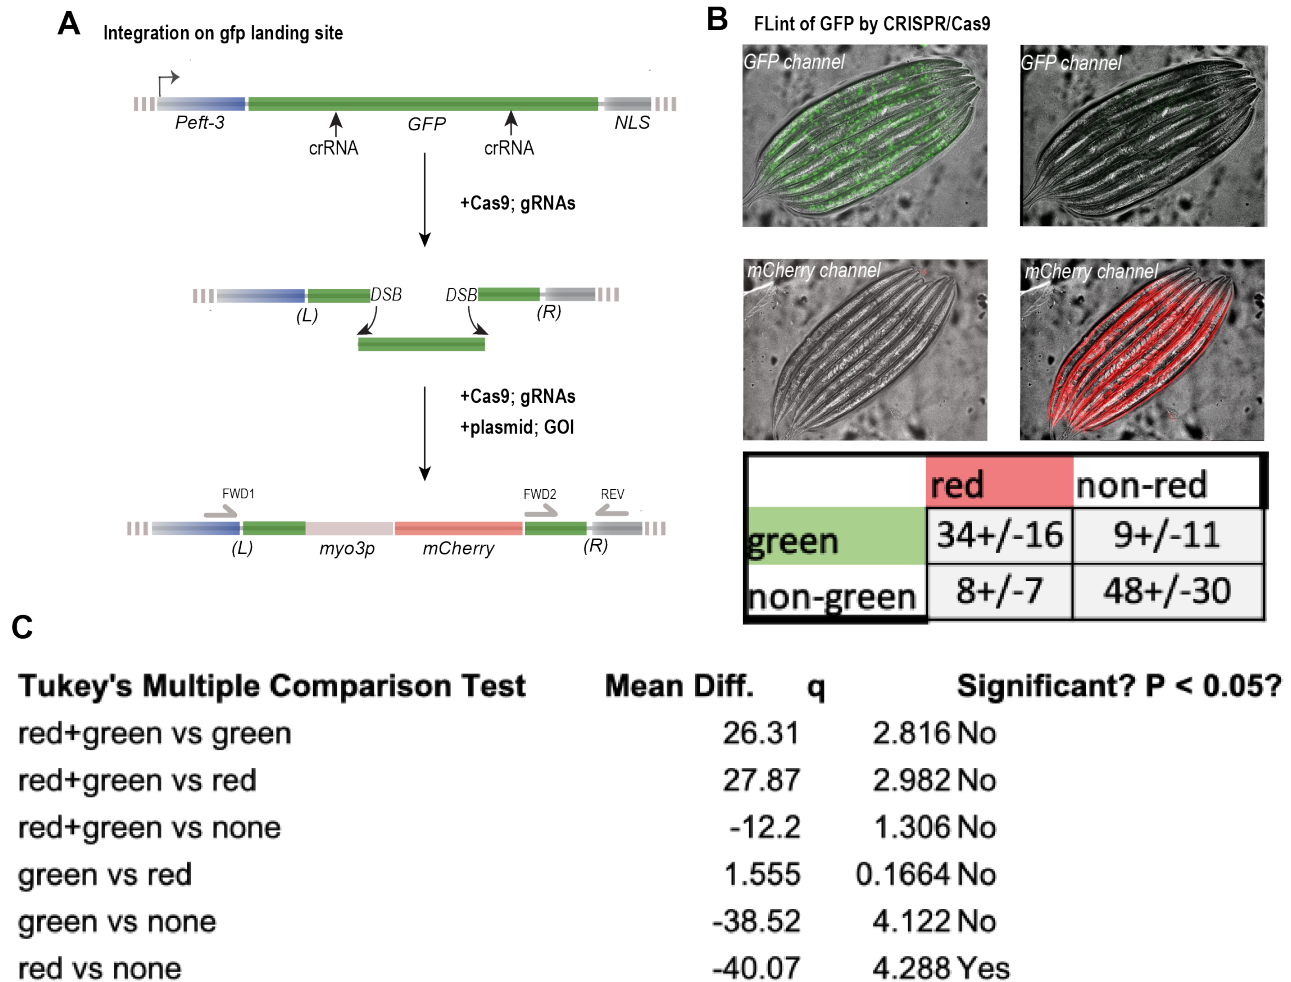 A
Integration on gfp landing site
Peft-3
GFP
NLS
crRNA
crRNA
+Cas9; gRNAs
DSB
DSB
(L)
(R)
+Cas9; gRNAs
+plasmid; GOI
FWD1
FWD2
REV
(L)
myo3p
mCherry
(R)
B
FLint of GFP by CRISPR/Cas9
GFP channel
GFP channel
mCherry channel
mCherry channel
red non-red
green 34+/-16 9+/-11
non-green 8+/-7 48+/-30
C
Tukey's Multiple Comparison Test Mean Diff. q Significant? P < 0.05?
red+green vs green 26.31 2.816 No
red+green vs red 27.87 2.982 No
red+green vs none -12.2 1.306 No
green vs red 1.555 0.1664 No
green vs none -38.52 4.122 No
red vs none -40.07 4.288 Yes